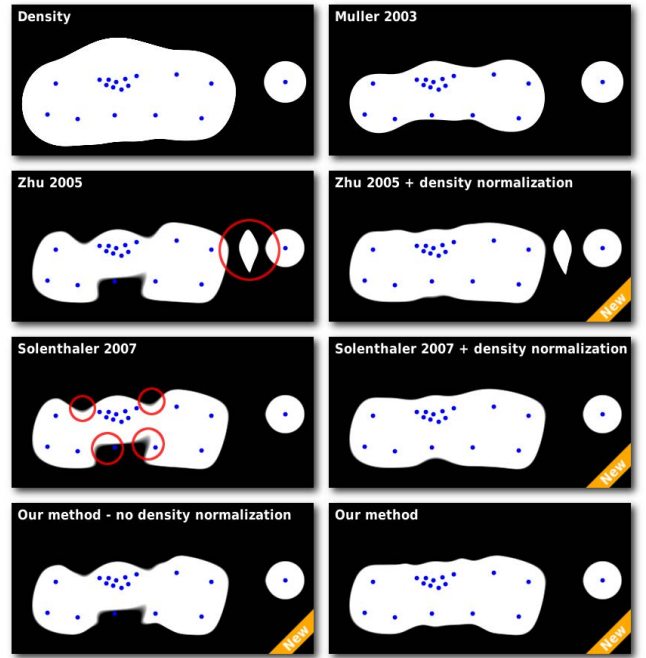 Density
Muller 2003
Zhu 2005
Zhu 2005 + density normalization
New
Solenthaler 2007
Solenthaler 2007 + density normalization
New
Our method - no density normalization
New
Our method
New